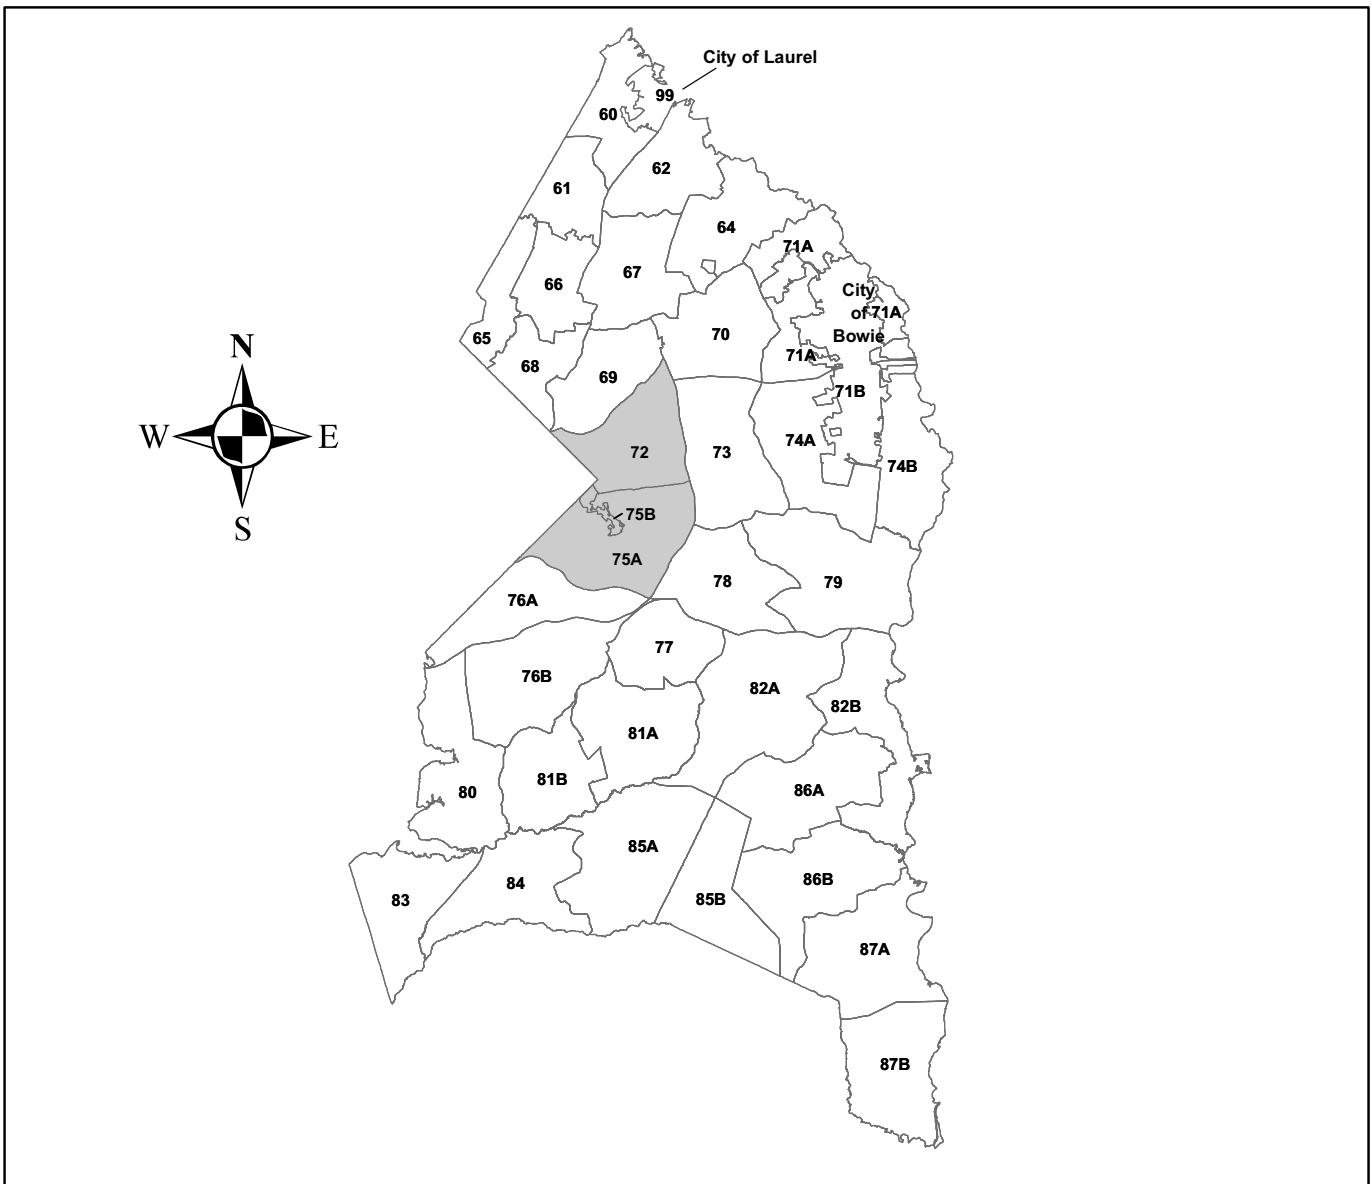 City of Laurel
99
60
62
61
64
71A
67
66
City
of 71A
Bowie
70
65
71A
68
69
71B
N
W E
S
72
73
74A
74B
75B
75A
78
79
76A
77
76B
82A
82B
81A
81B
80
86A
85A
84
86B
83
85B
87A
87B